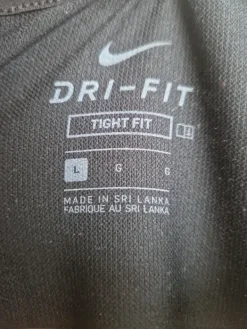 DRI-FIT
TIGHT FIT
L G G
MADE IN SRI LANKA
FABRIQUE AU SRI LANKA